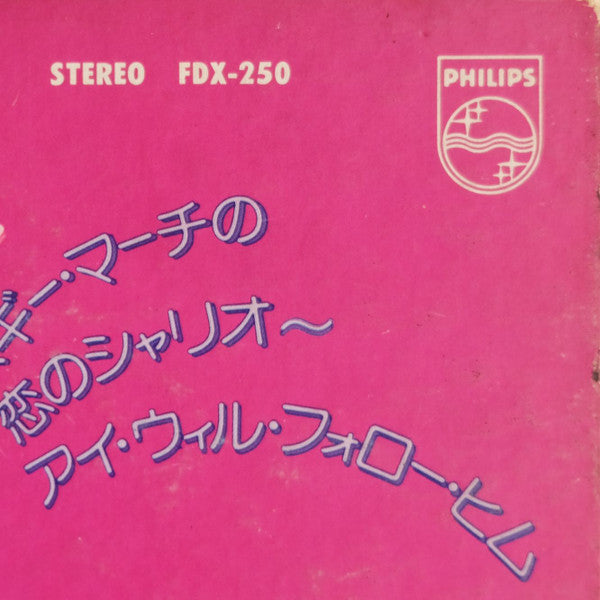 STEREO FDX-250
PHILIPS
ギー・マーチの
恋のシャリオ〜
アイ・ウィル・フォロー・ヒム